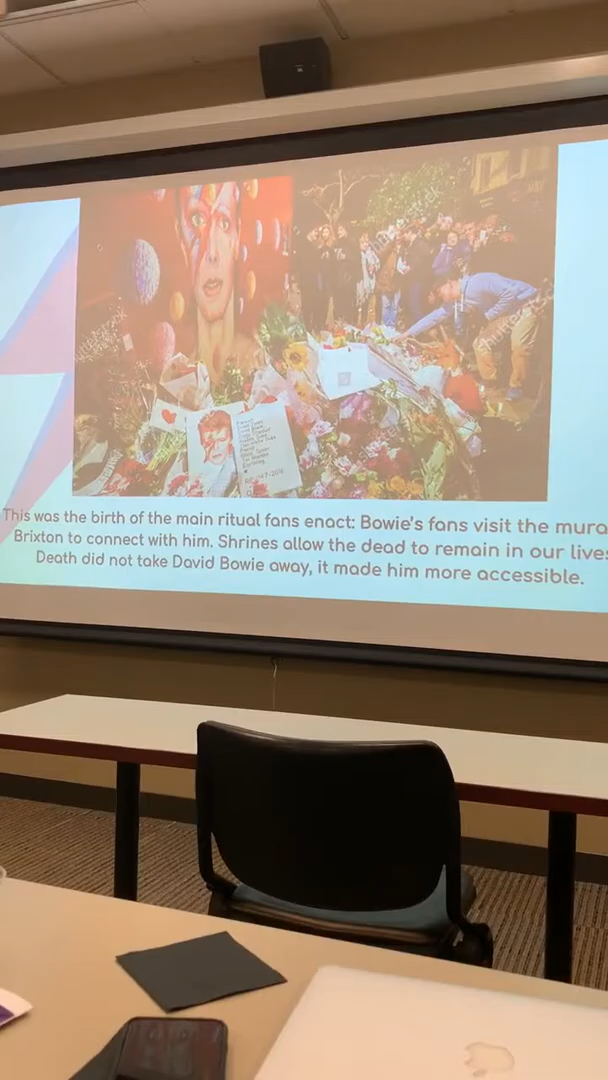 shutterstock
This was the birth of the main ritual fans enact: Bowie's fans visit the mura
Brixton to connect with him. Shrines allow the dead to remain in our lives
Death did not take David Bowie away, it made him more accessible.